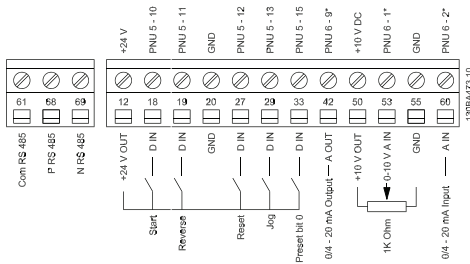 +24 V
PNU 5 - 10
PNU 5 - 11
GND
PNU 5 - 12
PNU 5 - 13
PNU 5 - 15
PNU 6 - 9*
+10 V DC
PNU 6 - 1*
GND
PNU 6 - 2*
61 68 69 12 18 19 20 27 29 33 42 50 53 55 60
Com RS 485
P RS 485
N RS 485
+24 V OUT
D IN
D IN
GND
D IN
D IN
D IN
A OUT
+10 V OUT
0-10 V A IN
GND
A IN
Start
Reverse
Reset
Jog
Preset bit 0
0/4 - 20 mA Output
1K Ohm
0/4 - 20 mA Input
130BA473.10